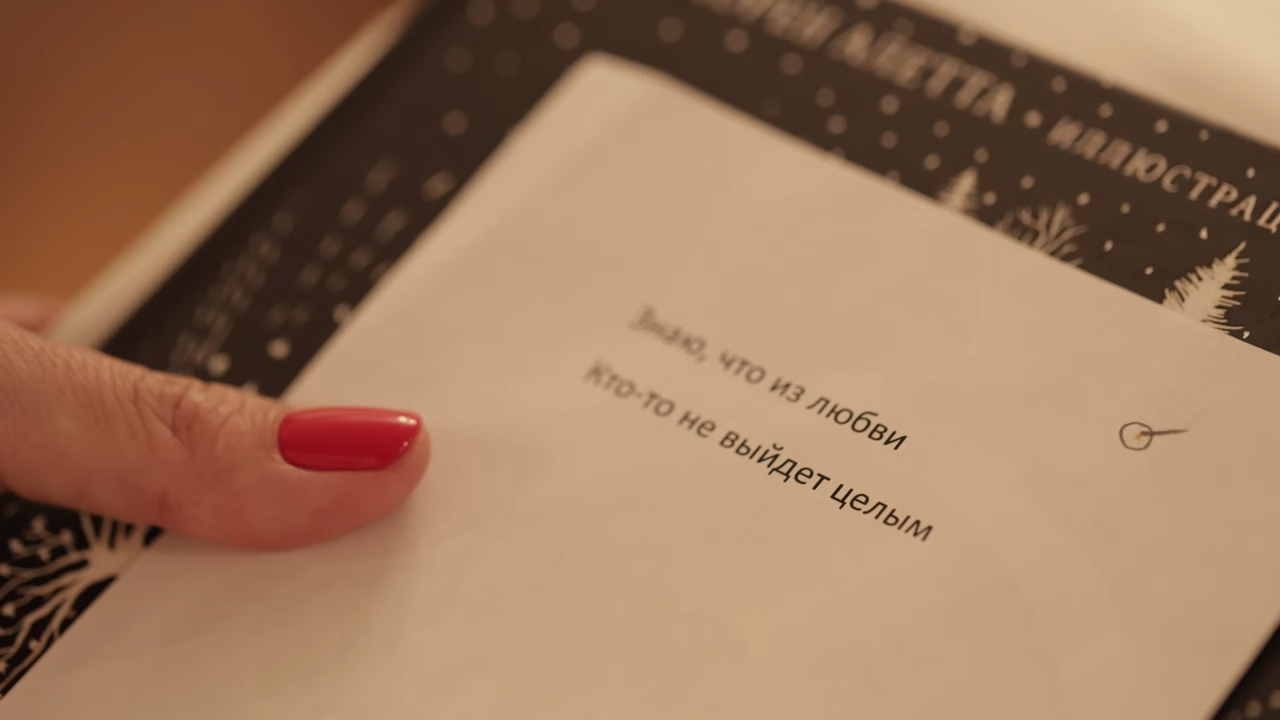 ИЛЛЮСТРАЦ
Знаю, что из любви
Кто-то не выйдет целым